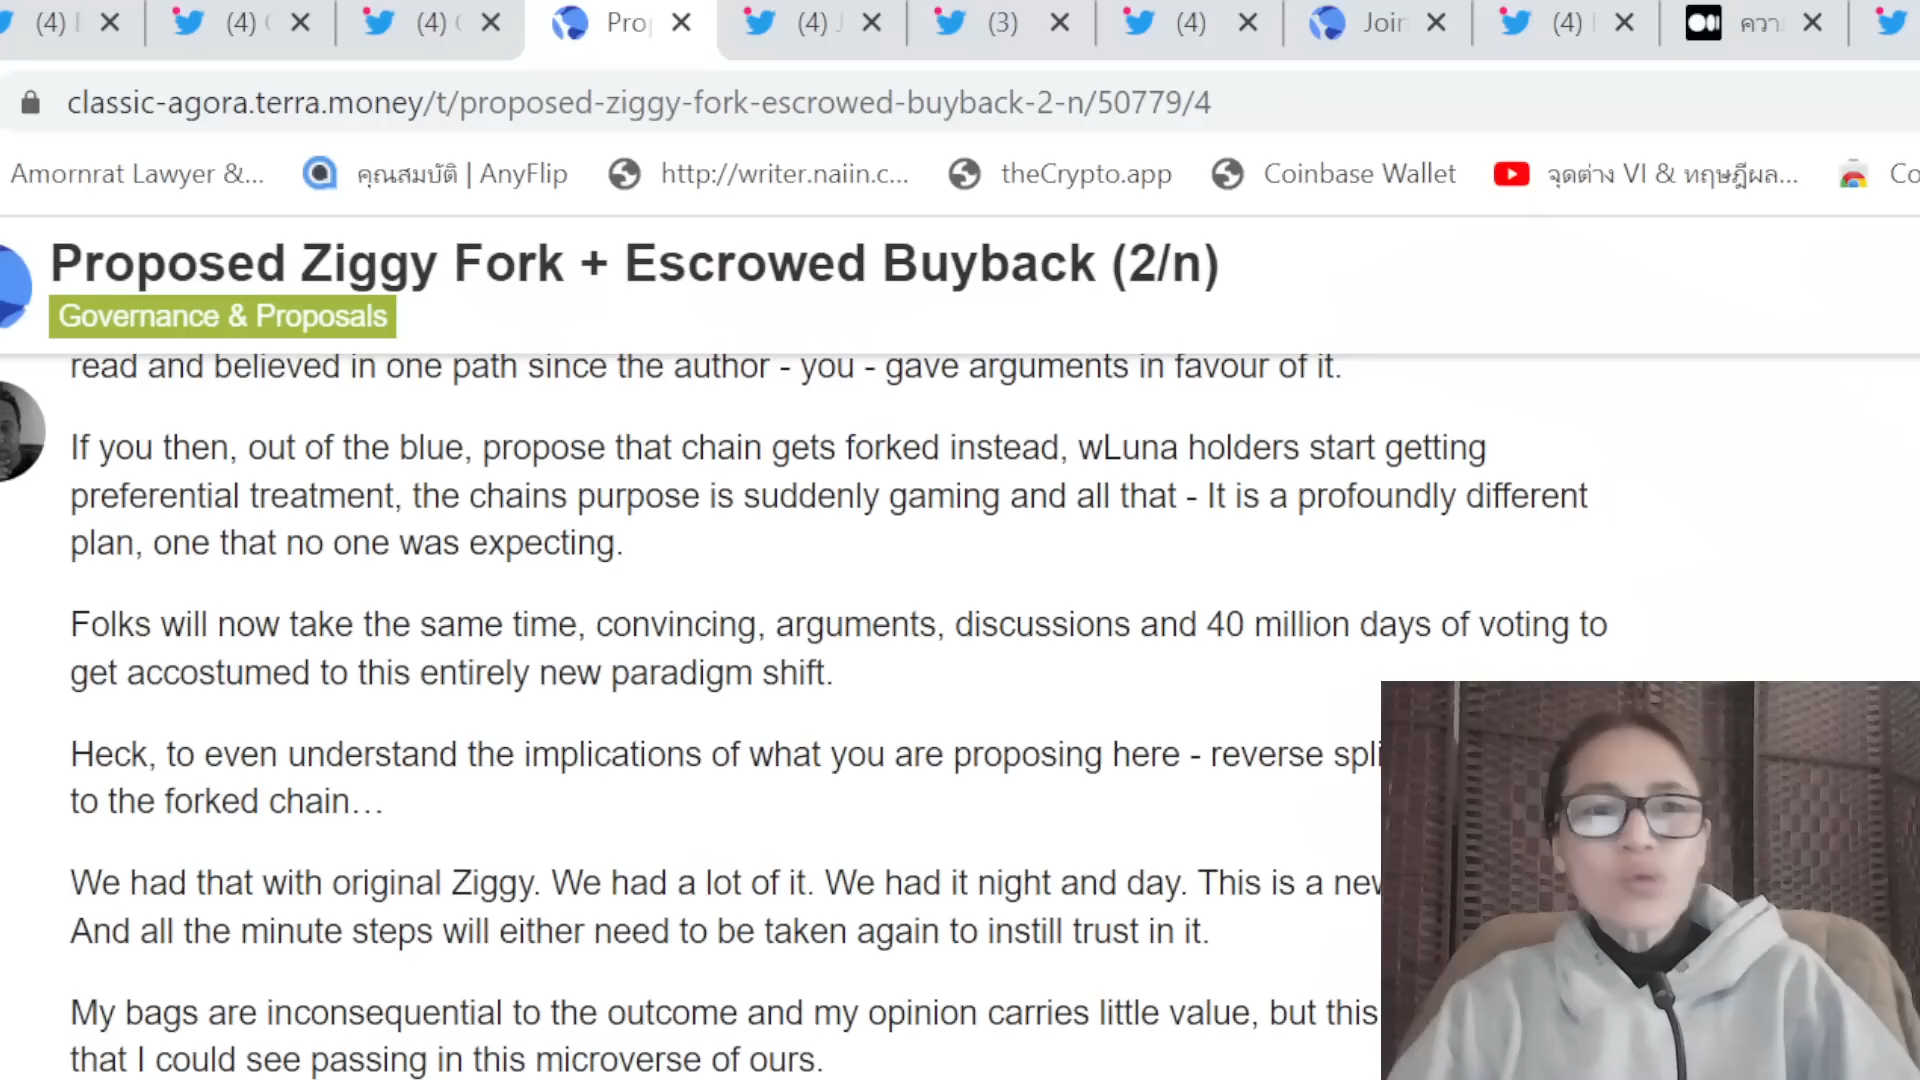 (4)
(4)
(4)
Pro
(4)
(3)
(4)
Join
(4)
classic-agora.terra.money/t/proposed-ziggy-fork-escrowed-buyback-2-n/50779/4
Amornrat Lawyer &... คุณสมบัติ | AnyFlip http://writer.naiin.c... theCrypto.app Coinbase Wallet จุดต่าง VI & ทฤษฎีผล... Co
Proposed Ziggy Fork + Escrowed Buyback (2/n)
Governance & Proposals
read and believed in one path since the author - you - gave arguments in favour of it.
If you then, out of the blue, propose that chain gets forked instead, wLuna holders start getting
preferential treatment, the chains purpose is suddenly gaming and all that - It is a profoundly different
plan, one that no one was expecting.
Folks will now take the same time, convincing, arguments, discussions and 40 million days of voting to
get accostumed to this entirely new paradigm shift.
Heck, to even understand the implications of what you are proposing here - reverse spli
to the forked chain…
We had that with original Ziggy. We had a lot of it. We had it night and day. This is a nev
And all the minute steps will either need to be taken again to instill trust in it.
My bags are inconsequential to the outcome and my opinion carries little value, but this
that I could see passing in this microverse of ours.